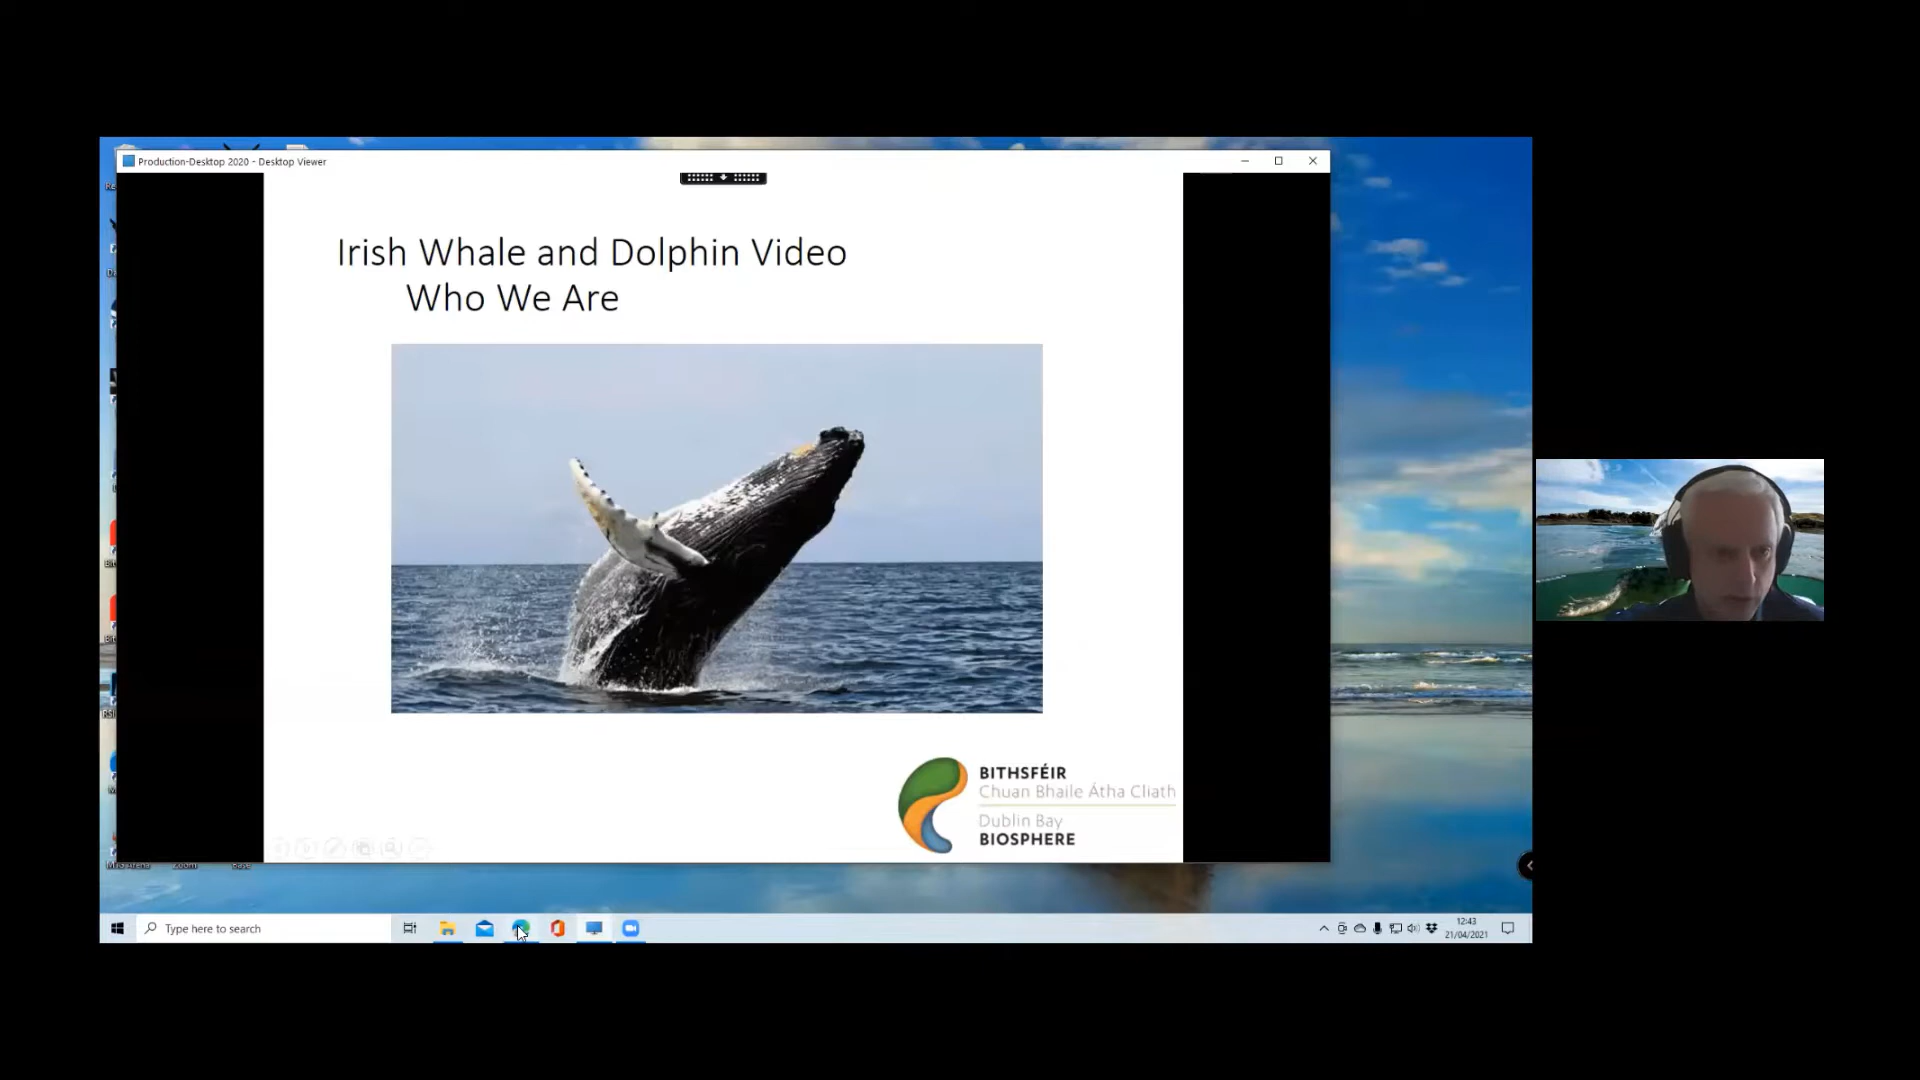 Production-Desktop 2020 - Desktop Viewer
Irish Whale and Dolphin Video
Who We Are
BITHSFÉIR
Chuan Bhaile Átha Cliath
Dublin Bay
BIOSPHERE
Zoom
Type here to search
12:43
21/04/2021